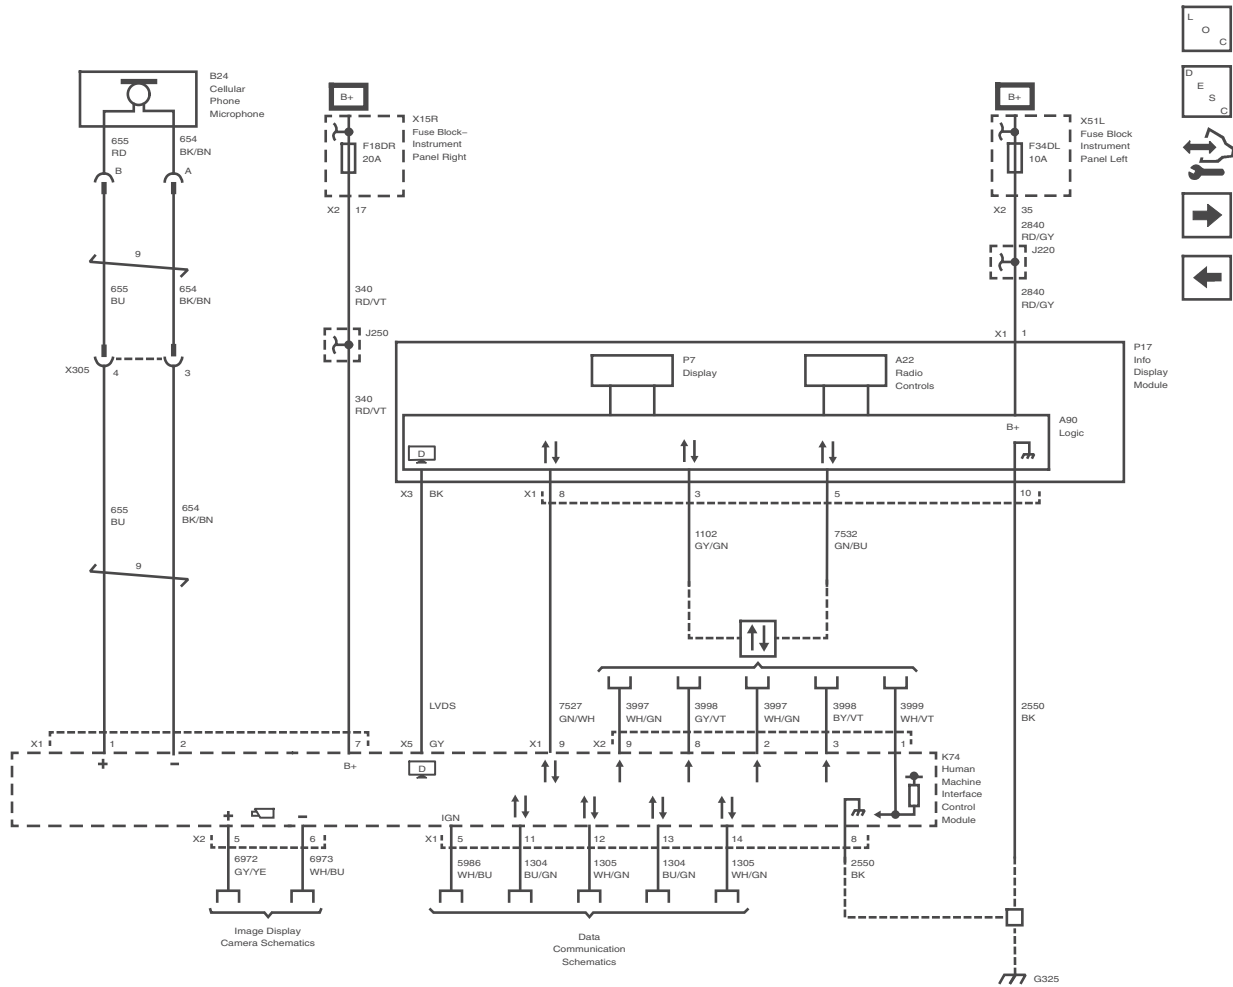 L
O
C
D
E
S
C
B24
Cellular
Phone
Microphone
B+
X15R
Fuse Block–
Instrument
Panel Right
F18DR
20A
B+
X51L
Fuse Block
Instrument
Panel Left
F34DL
10A
655
RD
654
BK/BN
B
A
X2
17
X2
35
2840
RD/GY
J220
2840
RD/GY
9
655
BU
654
BK/BN
340
RD/VT
J250
X1
1
P17
Info
Display
Module
P7
Display
A22
Radio
Controls
X305
4
3
340
RD/VT
B+
A90
Logic
D
X3
BK
X1
8
3
5
10
655
BU
654
BK/BN
1102
GY/GN
7532
GN/BU
9
LVDS
7527
GN/WH
3997
WH/GN
3998
GY/VT
3997
WH/GN
3998
BY/VT
3999
WH/VT
2550
BK
X1
1
2
7
X5
GY
X1
9
X2
9
8
2
3
1
+
–
B+
D
K74
Human
Machine
Interface
Control
Module
+
–
IGN
X2
5
6
X1
5
11
12
13
14
8
6972
GY/YE
6973
WH/BU
5986
WH/BU
1304
BU/GN
1305
WH/GN
1304
BU/GN
1305
WH/GN
2550
BK
Image Display
Camera Schematics
Data
Communication
Schematics
G325